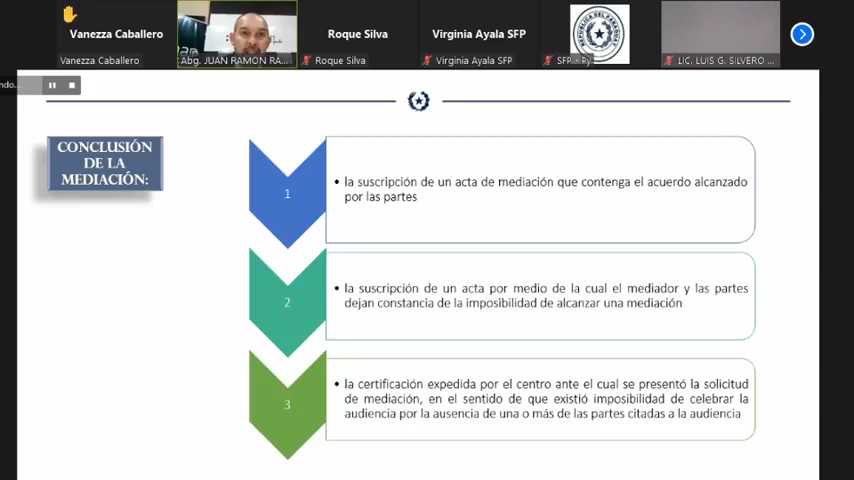 Vanezza Caballero
Roque Silva
Virginia Ayala SFP
REPUBLICA DEL PARAGUAY
Vanezza Caballero
Abg. JUAN RAMON RA...
Roque Silva
Virginia Ayala SFP
LIC. LUIS G. SILVERO ...
CONCLUSIÓN
DE LA
MEDIACIÓN:
1
• la suscripción de un acta de mediación que contenga el acuerdo alcanzado
por las partes
2
• la suscripción de un acta por medio de la cual el mediador y las partes
dejan constancia de la imposibilidad de alcanzar una mediación
3
• la certificación expedida por el centro ante el cual se presentó la solicitud
de mediación, en el sentido de que existió imposibilidad de celebrar la
audiencia por la ausencia de una o más de las partes citadas a la audiencia